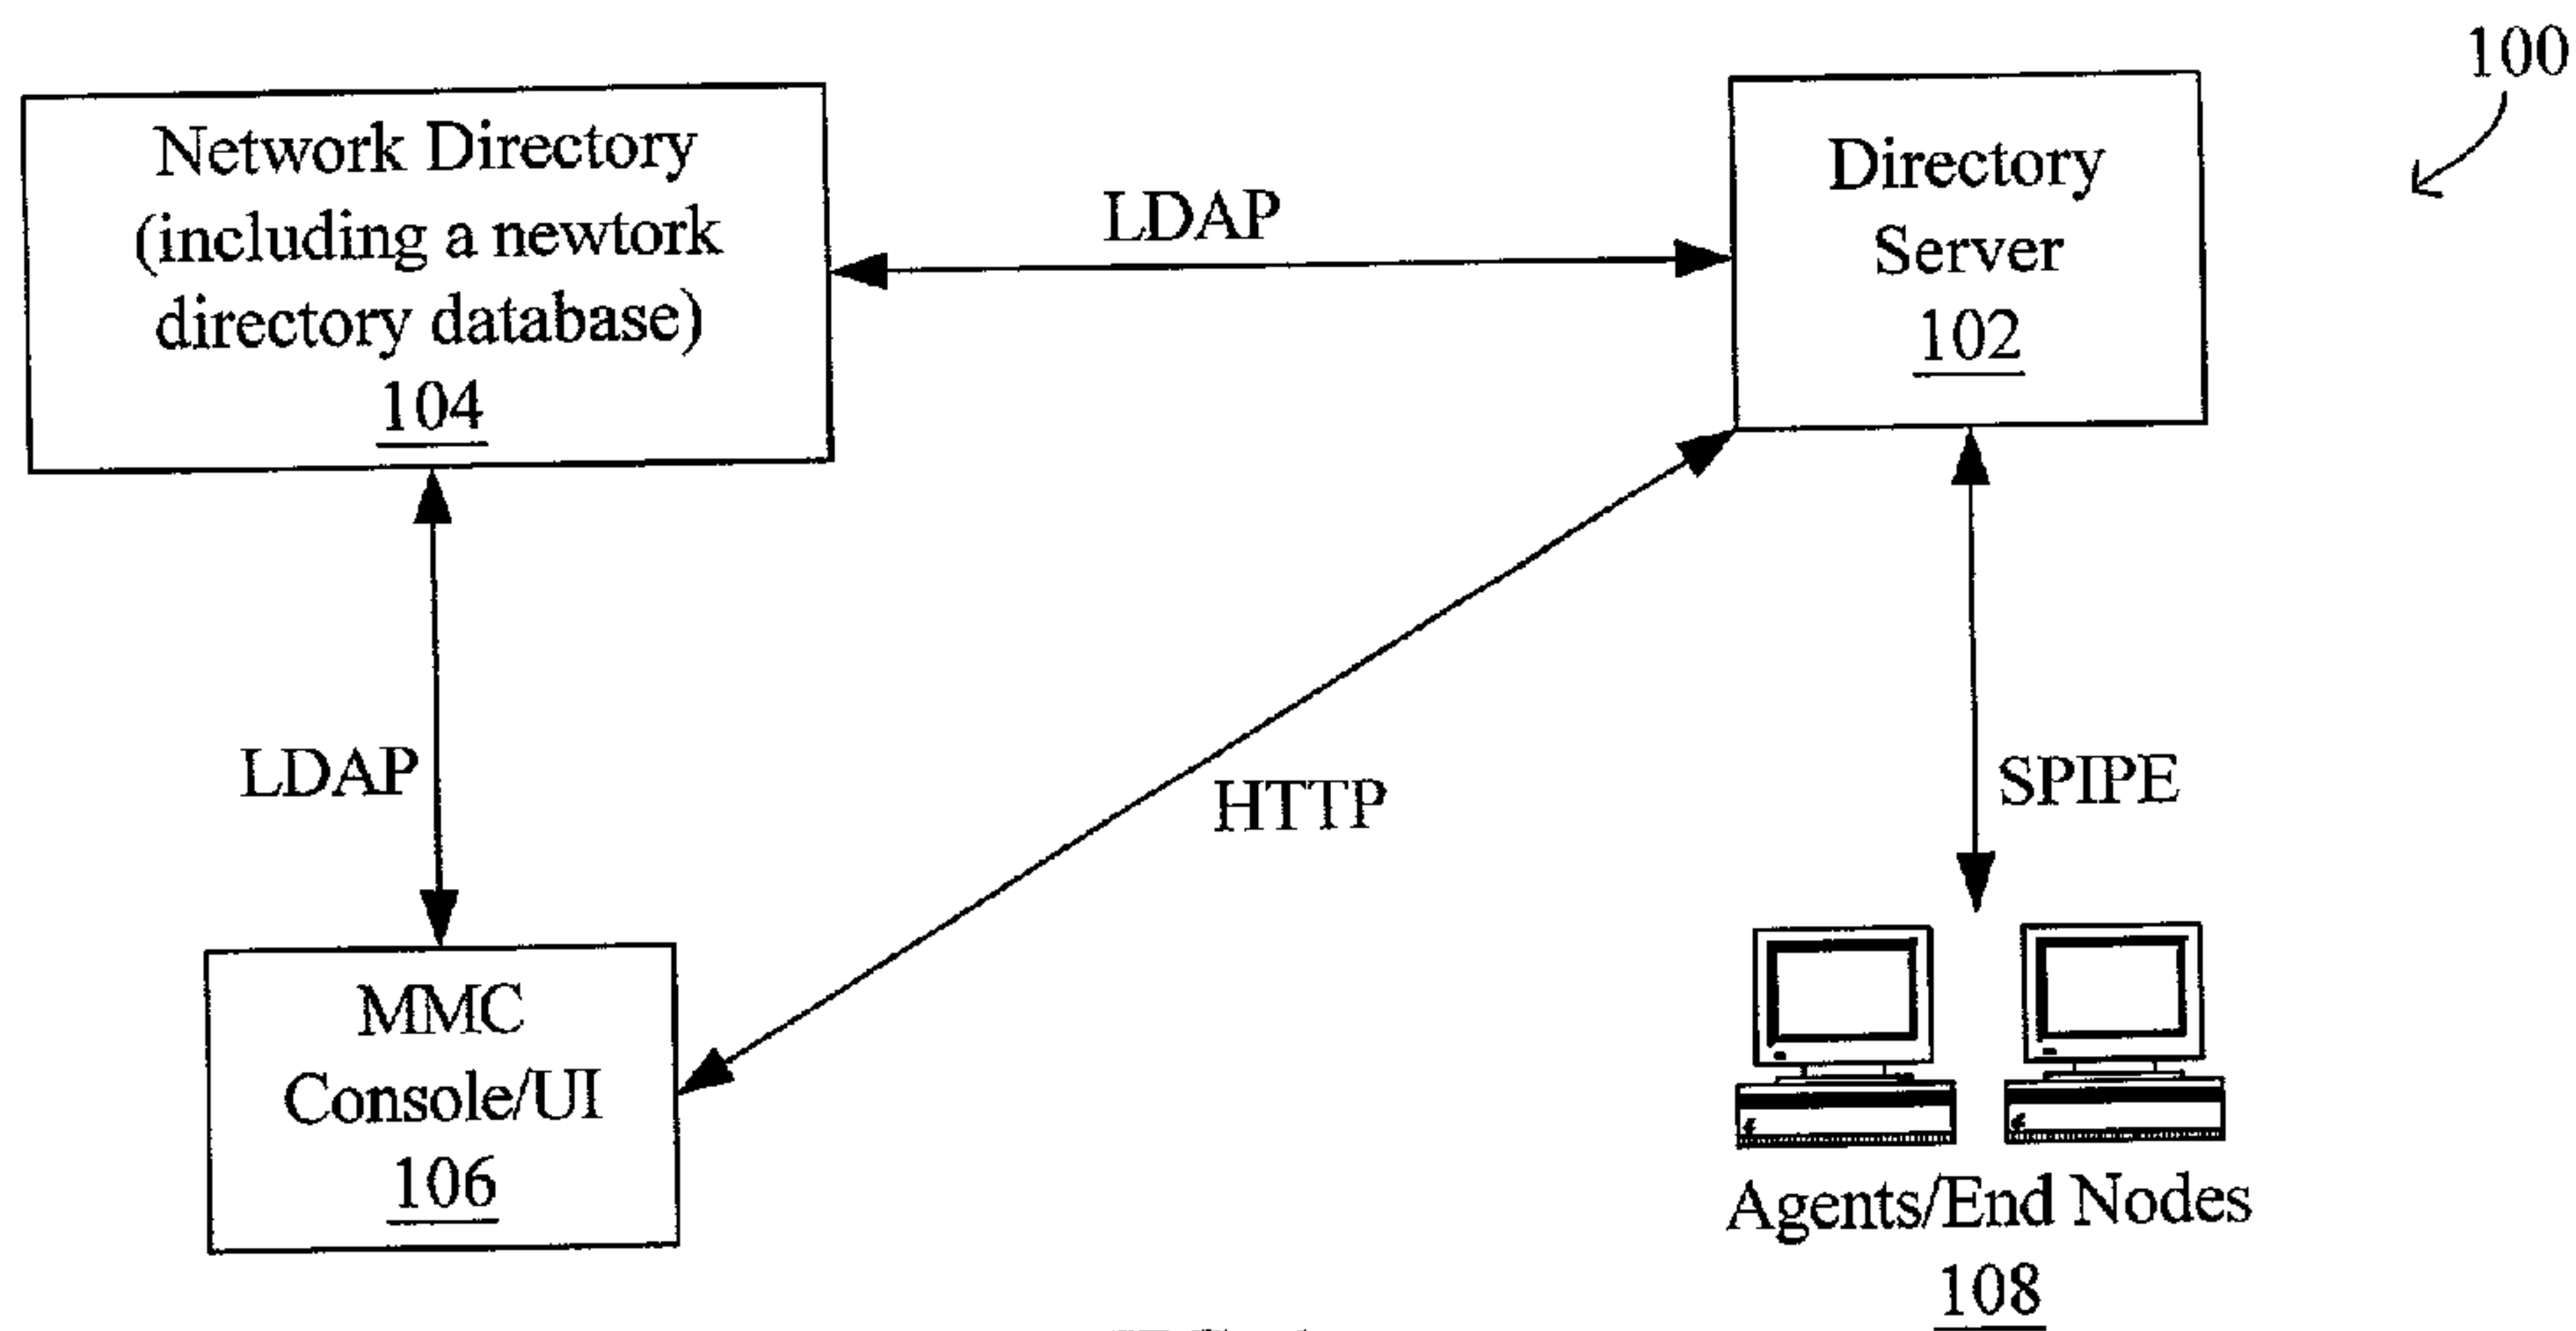 100
Network Directory
(including a newtork
directory database)
104
LDAP
Directory
Server
102
LDAP
HTTP
SPIPE
MMC
Console/UI
106
Agents/End Nodes
108